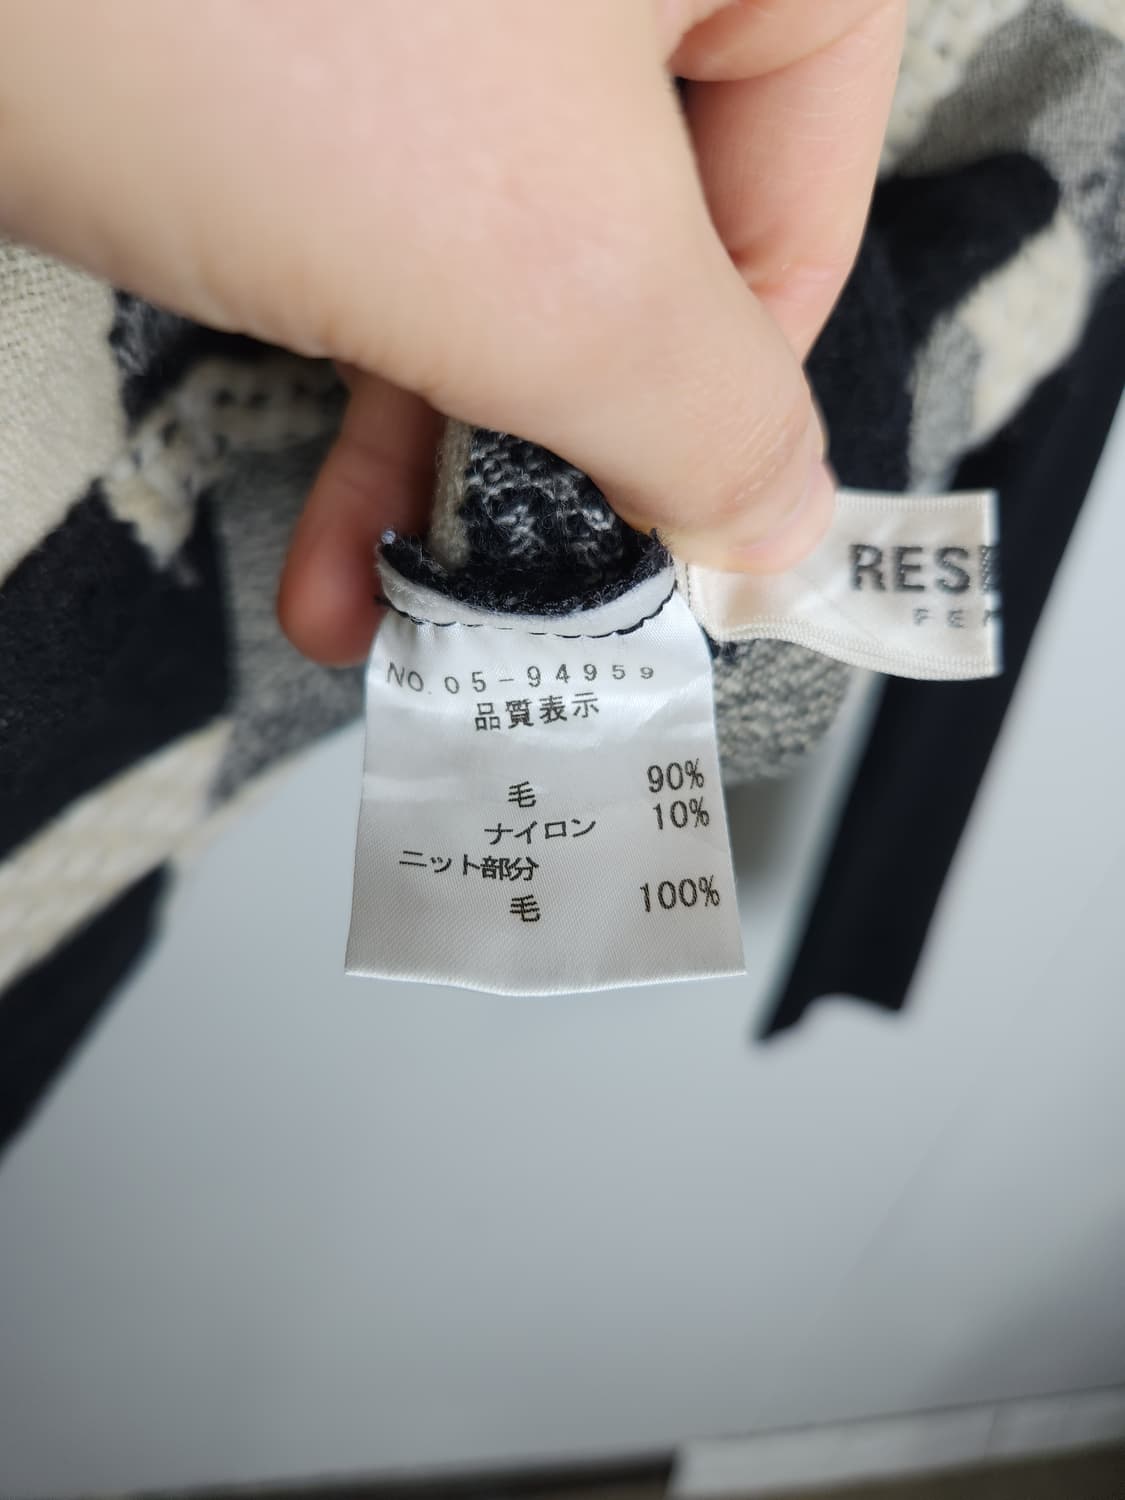 NO. 05-94959
品質表示
毛 90%
ナイロン 10%
ニット部分
毛 100%
RES
FE